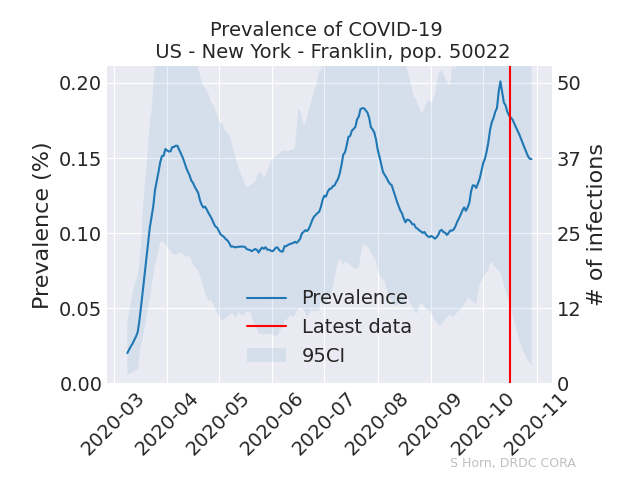 Prevalence of COVID-19
US - New York - Franklin, pop. 50022
Prevalence (%)
0.20
0.15
0.10
0.05
0.00
50
37
25
12
0
# of infections
Prevalence
Latest data
95CI
2020-03
2020-04
2020-05
2020-06
2020-07
2020-08
2020-09
2020-10
2020-11
S Horn, DRDC CORA